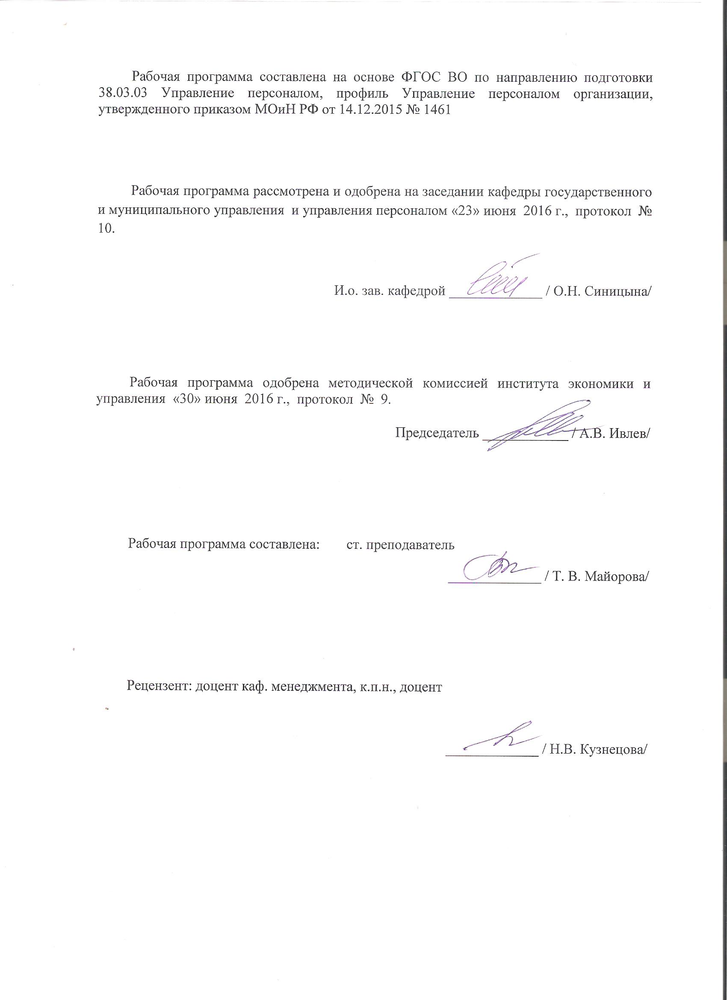 Рабочая программа составлена на основе ФГОС ВО по направлению подготовки
38.03.03 Управление персоналом, профиль Управление персоналом организации,
утвержденного приказом МОиН РФ от 14.12.2015 № 1461
Рабочая программа рассмотрена и одобрена на заседании кафедры государственного
и муниципального управления и управления персоналом «23» июня 2016 г., протокол №
10.
И.о. зав. кафедрой ______________ / О.Н. Синицына/
Рабочая программа одобрена методической комиссией института экономики и
управления «30» июня 2016 г., протокол № 9.
Председатель _____________ / А.В. Ивлев/
Рабочая программа составлена: ст. преподаватель
______________ / Т. В. Майорова/
Рецензент: доцент каф. менеджмента, к.п.н., доцент
______________ / Н.В. Кузнецова/